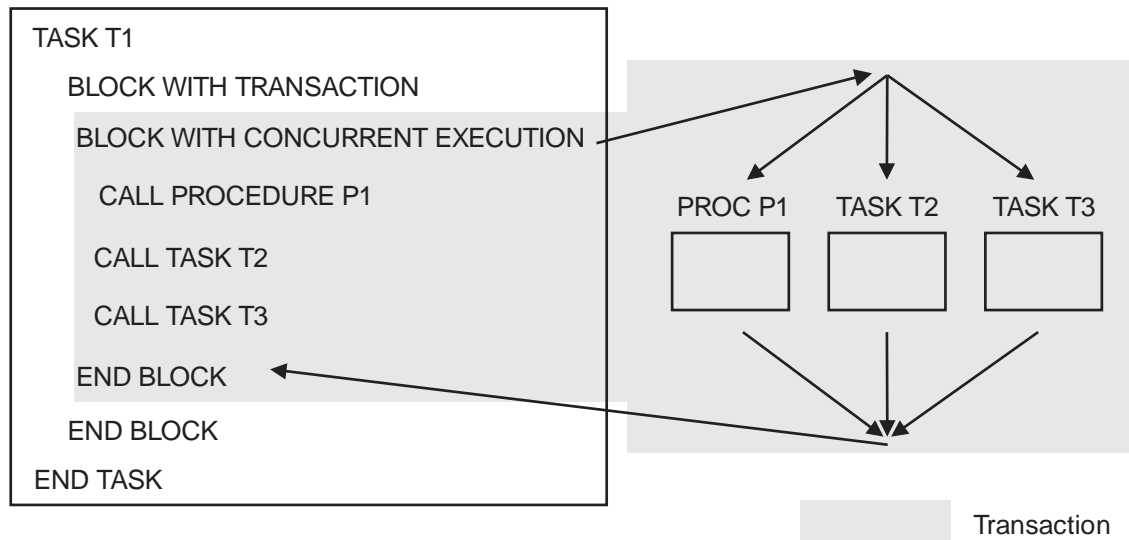 TASK T1
BLOCK WITH TRANSACTION
BLOCK WITH CONCURRENT EXECUTION
CALL PROCEDURE P1
CALL TASK T2
CALL TASK T3
END BLOCK
END BLOCK
END TASK
PROC P1
TASK T2
TASK T3
Transaction